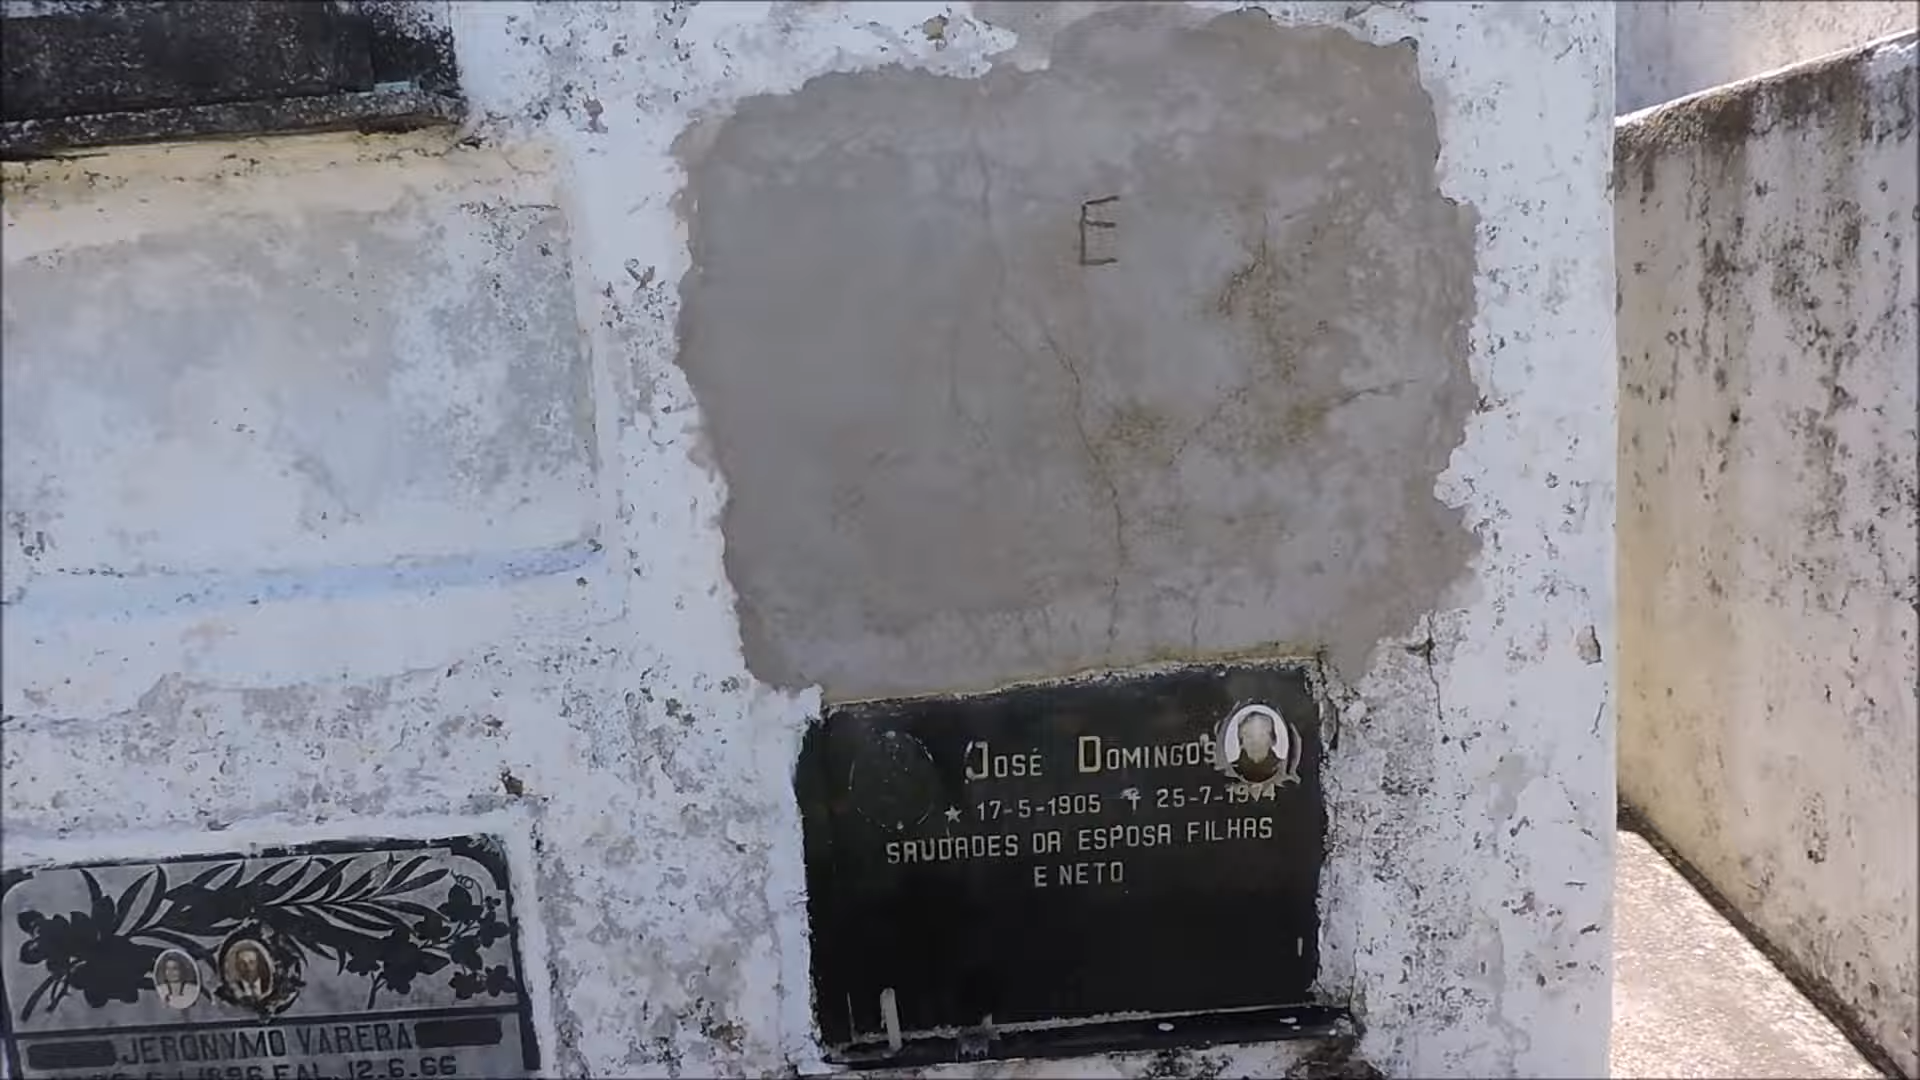 E
JOSÉ DOMINGOS
★ 17-5-1905 ✝ 25-7-1974
SAUDADES DA ESPOSA FILHAS
E NETO
JERONYMO VARERA
1896 FAL. 12.6.66